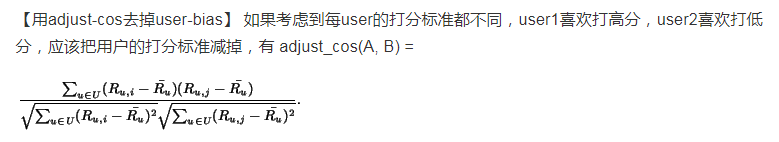 【用adjust-cos去掉user-bias】 如果考虑到每user的打分标准都不同，user1喜欢打高分，user2喜欢打低
分，应该把用户的打分标准减掉，有 adjust_cos(A, B) =
\frac{\sum_{u \in U}(R_{u,i} - \bar{R_u})(R_{u,j} - \bar{R_u})}{\sqrt{\sum_{u \in U}(R_{u,i} - \bar{R_u})^2}\sqrt{\sum_{u \in U}(R_{u,j} - \bar{R_u})^2}}.